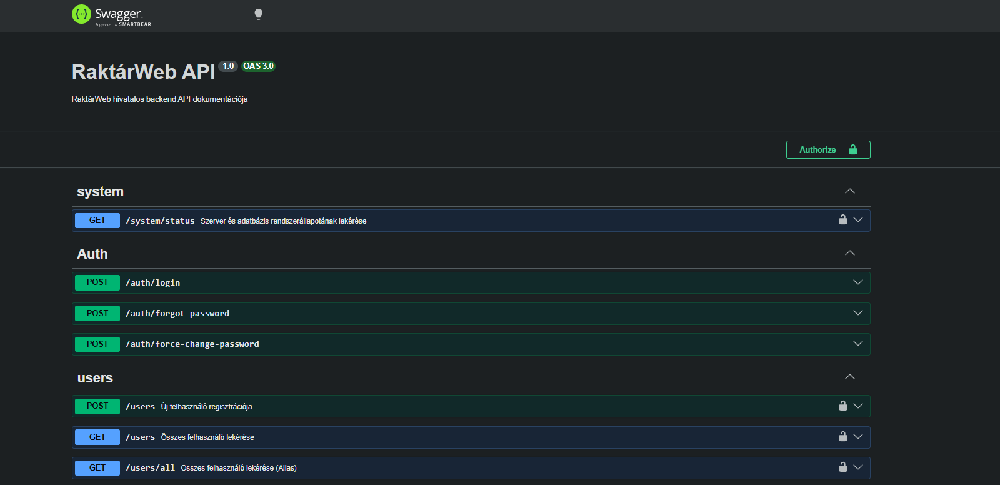 Swagger.
Supported by SMARTBEAR
RaktárWeb API 1.0 OAS 3.0
RaktárWeb hivatalos backend API dokumentációja
Authorize
system
GET /system/status Szerver és adatbázis rendszerállapotának lekérése
Auth
POST /auth/login
POST /auth/forgot-password
POST /auth/force-change-password
users
POST /users Új felhasználó regisztrációja
GET /users Összes felhasználó lekérése
GET /users/all Összes felhasználó lekérése (Alias)